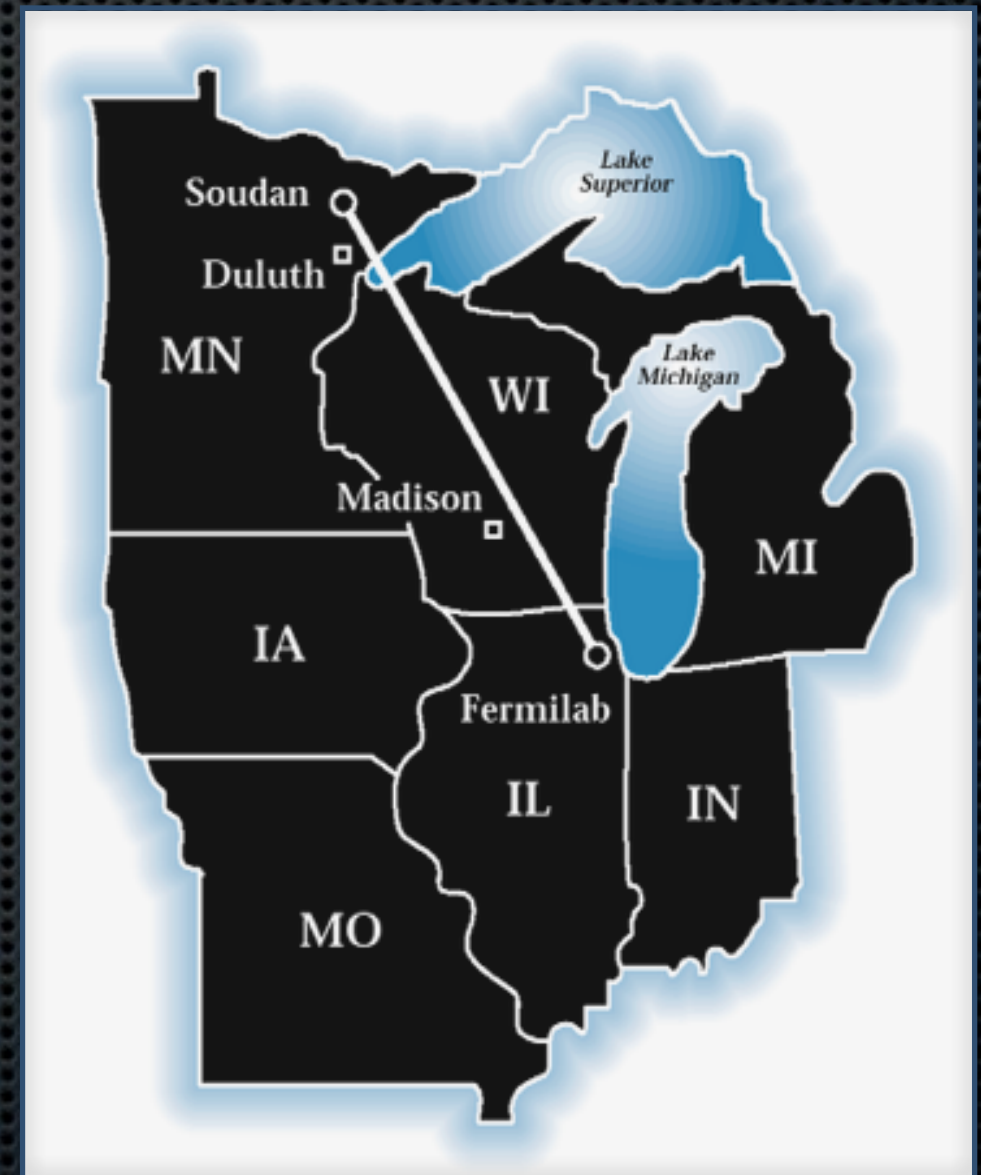 Lake
Superior
Soudan
Duluth
MN
Lake
Michigan
WI
Madison
MI
IA
Fermilab
IL
IN
MO